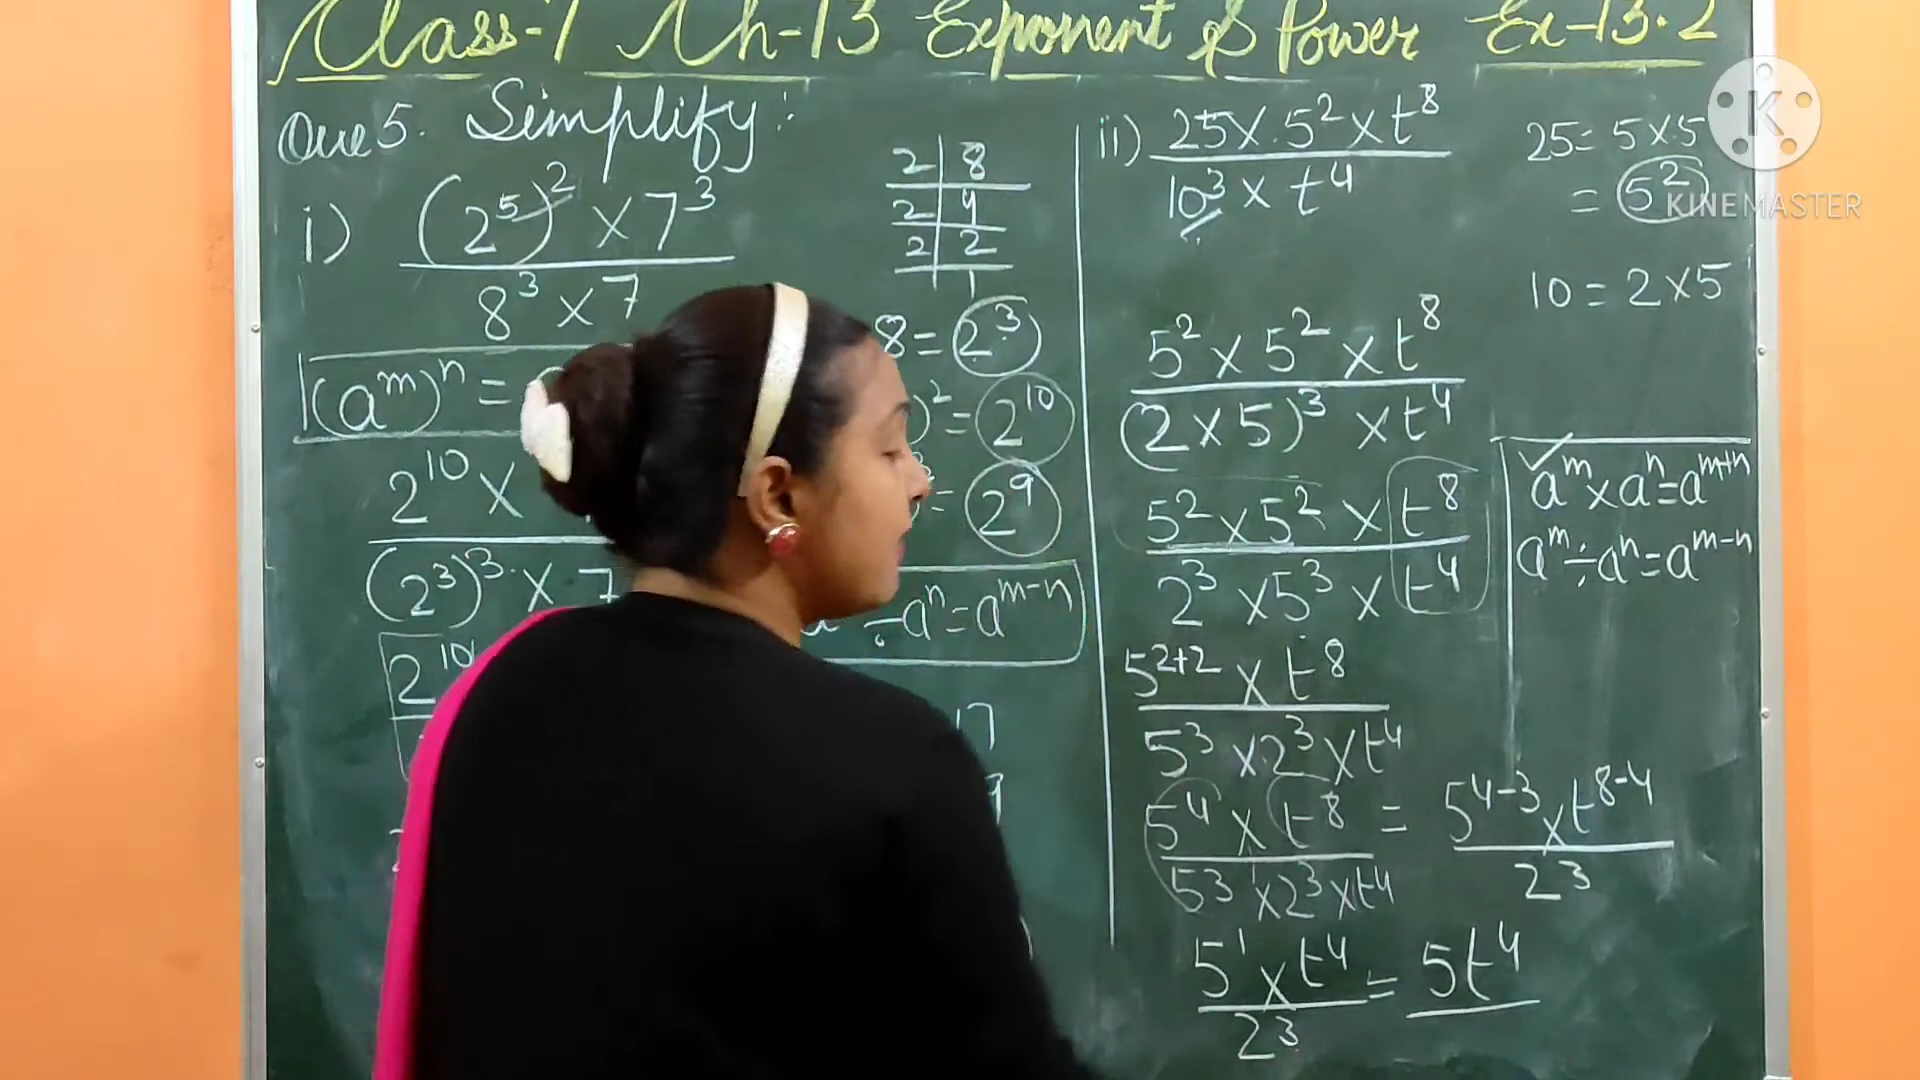 Class-7 Ch-13 Exponent & Power Ex-13.2
Que 5. Simplify:
i) (2⁵)² × 7³
8³ × 7
(aᵐ)ⁿ =
2¹⁰ ×
(2³)³ × 7
2¹⁰
2 | 8
2 | 4
2 | 2
1
8 = 2³
)² = 2¹⁰
= 2⁹
÷ aⁿ = aᵐ⁻ⁿ
ii) 25 × 5² × t⁸
10³ × t⁴
5² × 5² × t⁸
(2 × 5)³ × t⁴
5² × 5² × t⁸
2³ × 5³ × t⁴
5²⁺² × t⁸
5³ × 2³ × t⁴
5⁴ × t⁸ = 5⁴⁻³ × t⁸⁻⁴
5³ × 2³ × t⁴ 2³
5¹ × t⁴ = 5t⁴
2³
25 = 5 × 5
= 5²
10 = 2 × 5
✓ aᵐ × aⁿ = aᵐ⁺ⁿ
aᵐ ÷ aⁿ = aᵐ⁻ⁿ
K
KINEMASTER